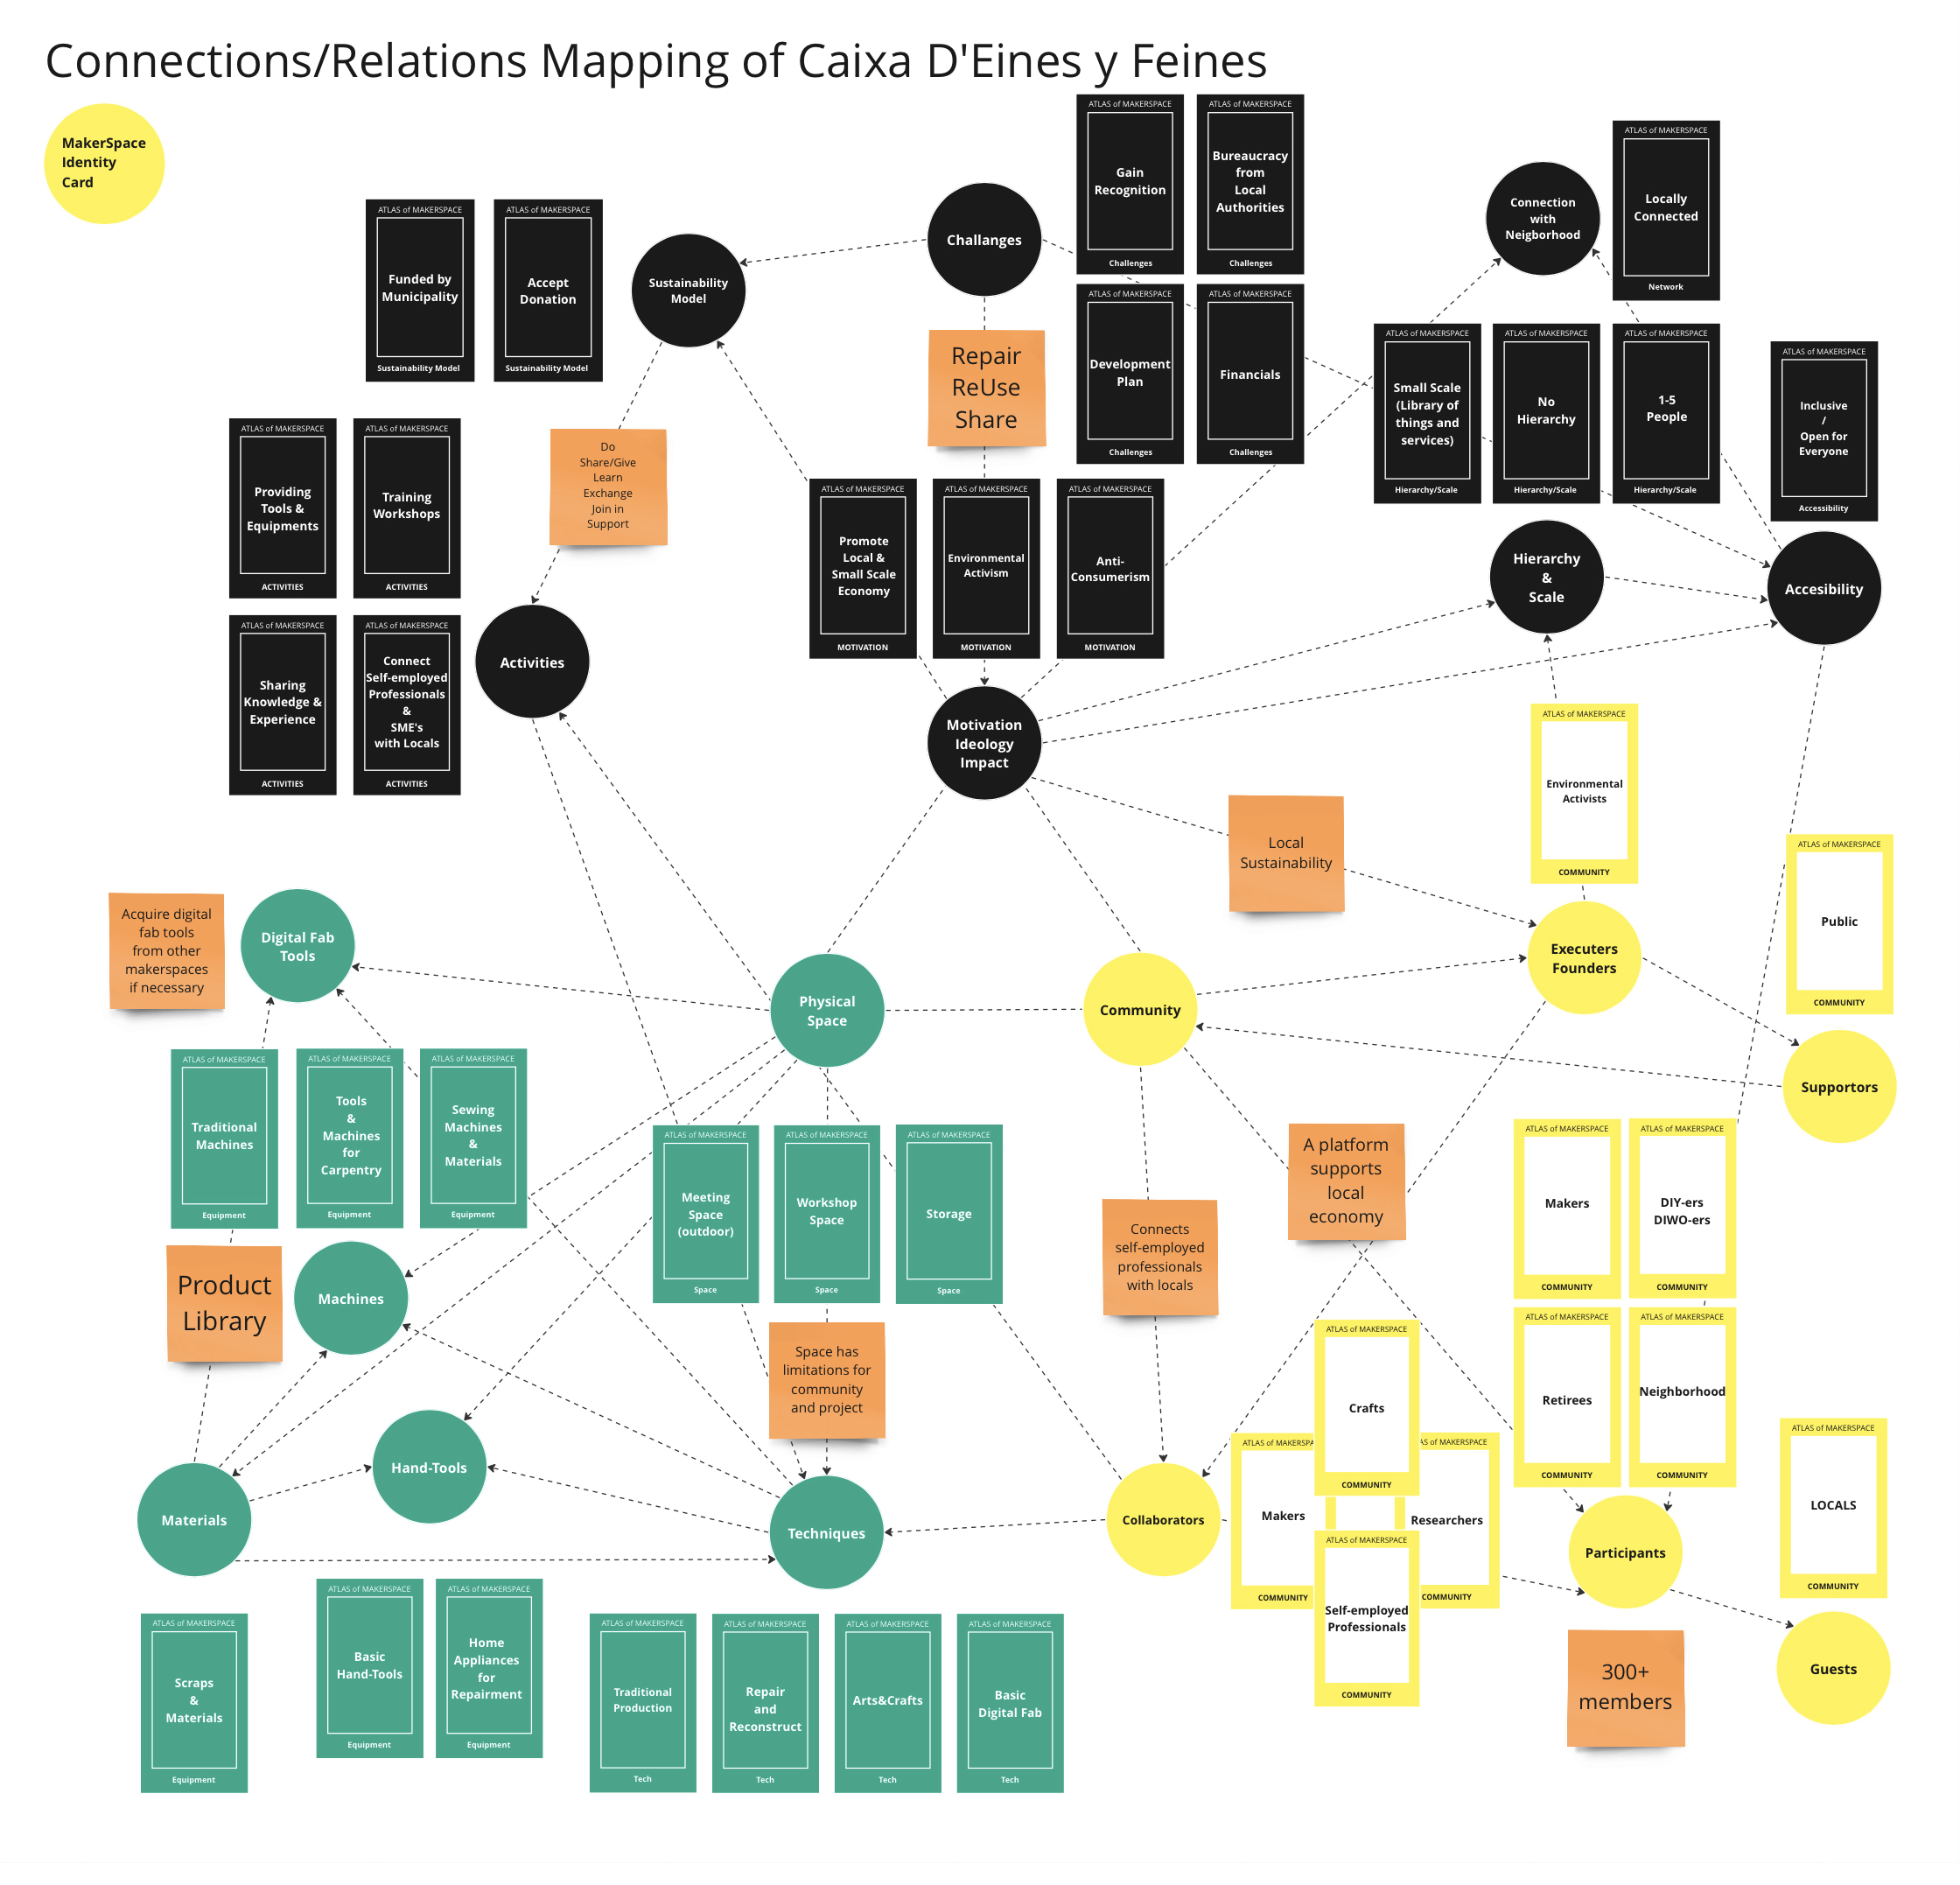 Connections/Relations Mapping of Caixa D'Eines y Feines
MakerSpace
Identity
Card
ATLAS of MAKERSPACE
Funded by
Municipality
Sustainability Model
ATLAS of MAKERSPACE
Accept
Donation
Sustainability Model
Sustainability
Model
Challanges
ATLAS of MAKERSPACE
Gain
Recognition
Challenges
ATLAS of MAKERSPACE
Bureaucracy
from
Local
Authorities
Challenges
ATLAS of MAKERSPACE
Development
Plan
Challenges
ATLAS of MAKERSPACE
Financials
Challenges
Connection
with
Neigborhood
ATLAS of MAKERSPACE
Locally
Connected
Network
ATLAS of MAKERSPACE
Small Scale
(Library of
things and
services)
Hierarchy/Scale
ATLAS of MAKERSPACE
No
Hierarchy
Hierarchy/Scale
ATLAS of MAKERSPACE
1-5
People
Hierarchy/Scale
ATLAS of MAKERSPACE
Inclusive
/
Open for
Everyone
Accessibility
Repair
ReUse
Share
Do
Share/Give
Learn
Exchange
Join in
Support
ATLAS of MAKERSPACE
Providing
Tools &
Equipments
ACTIVITIES
ATLAS of MAKERSPACE
Training
Workshops
ACTIVITIES
ATLAS of MAKERSPACE
Sharing
Knowledge &
Experience
ACTIVITIES
ATLAS of MAKERSPACE
Connect
Self-employed
Professionals
&
SME's
with Locals
ACTIVITIES
Activities
ATLAS of MAKERSPACE
Promote
Local &
Small Scale
Economy
MOTIVATION
ATLAS of MAKERSPACE
Environmental
Activism
MOTIVATION
ATLAS of MAKERSPACE
Anti-
Consumerism
MOTIVATION
Hierarchy
&
Scale
Accesibility
Motivation
Ideology
Impact
ATLAS of MAKERSPACE
Environmental
Activists
COMMUNITY
Local
Sustainability
ATLAS of MAKERSPACE
Public
COMMUNITY
Acquire digital
fab tools
from other
makerspaces
if necessary
Digital Fab
Tools
Physical
Space
Community
Executers
Founders
Supportors
ATLAS of MAKERSPACE
Traditional
Machines
Equipment
ATLAS of MAKERSPACE
Tools
&
Machines
for
Carpentry
Equipment
ATLAS of MAKERSPACE
Sewing
Machines
&
Materials
Equipment
ATLAS of MAKERSPACE
Meeting
Space
(outdoor)
Space
ATLAS of MAKERSPACE
Workshop
Space
Space
ATLAS of MAKERSPACE
Storage
Space
Connects
self-employed
professionals
with locals
A platform
supports
local
economy
ATLAS of MAKERSPACE
Makers
COMMUNITY
ATLAS of MAKERSPACE
DIY-ers
DIWO-ers
COMMUNITY
ATLAS of MAKERSPACE
Retirees
COMMUNITY
ATLAS of MAKERSPACE
Neighborhood
COMMUNITY
Product
Library
Machines
Space has
limitations for
community
and project
Hand-Tools
Materials
Techniques
Collaborators
ATLAS of MAKERSPACE
Crafts
COMMUNITY
ATLAS of MAKERSPA
Makers
COMMUNITY
AS of MAKERSPACE
Researchers
COMMUNITY
ATLAS of MAKERSPACE
Self-employed
Professionals
COMMUNITY
Participants
ATLAS of MAKERSPACE
LOCALS
COMMUNITY
Guests
300+
members
ATLAS of MAKERSPACE
Scraps
&
Materials
Equipment
ATLAS of MAKERSPACE
Basic
Hand-Tools
Equipment
ATLAS of MAKERSPACE
Home
Appliances
for
Repairment
Equipment
ATLAS of MAKERSPACE
Traditional
Production
Tech
ATLAS of MAKERSPACE
Repair
and
Reconstruct
Tech
ATLAS of MAKERSPACE
Arts&Crafts
Tech
ATLAS of MAKERSPACE
Basic
Digital Fab
Tech